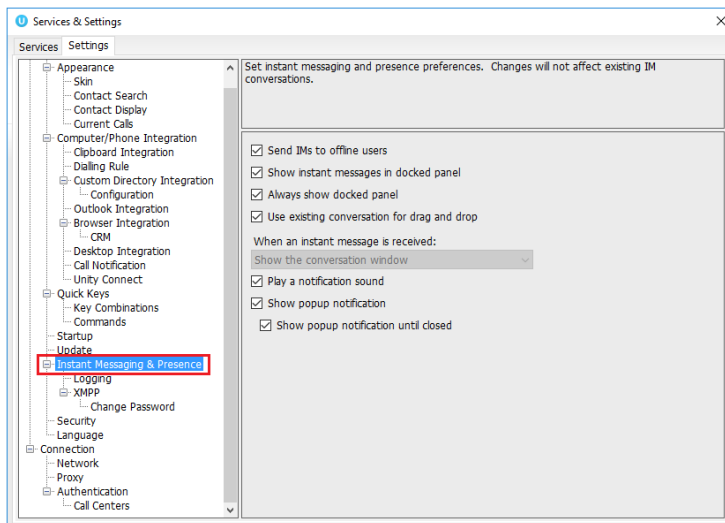 Services & Settings
Services
Settings
Appearance
Skin
Contact Search
Contact Display
Current Calls
Computer/Phone Integration
Clipboard Integration
Dialling Rule
Custom Directory Integration
Configuration
Outlook Integration
Browser Integration
CRM
Desktop Integration
Call Notification
Unity Connect
Quick Keys
Key Combinations
Commands
Startup
Update
Instant Messaging & Presence
Logging
XMPP
Change Password
Security
Language
Connection
Network
Proxy
Authentication
Call Centers
Set instant messaging and presence preferences. Changes will not affect existing IM
conversations.
Send IMs to offline users
Show instant messages in docked panel
Always show docked panel
Use existing conversation for drag and drop
When an instant message is received:
Show the conversation window
Play a notification sound
Show popup notification
Show popup notification until closed